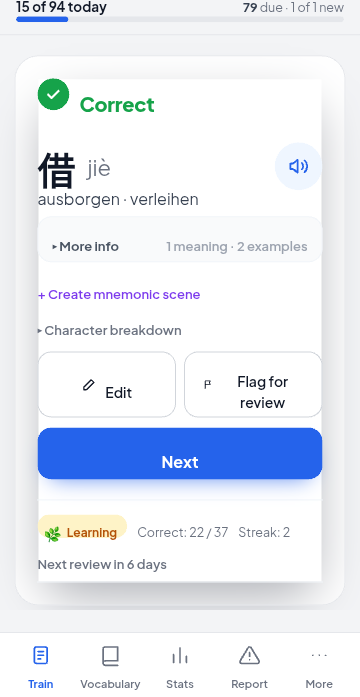 15 of 94 today
79 due · 1 of 1 new
Correct
借 jiè
ausborgen · verleihen
▸ More info 1 meaning · 2 examples
+ Create mnemonic scene
▸ Character breakdown
Edit
Flag for
review
Next
🌿 Learning Correct: 22 / 37 Streak: 2
Next review in 6 days
Train Vocabulary Stats Report More